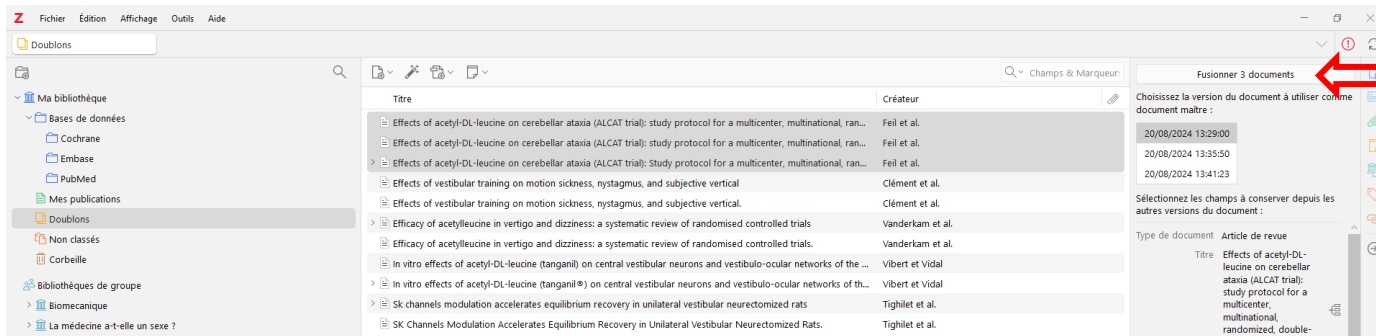 Z Fichier Édition Affichage Outils Aide
Doublons
Champs & Marqueur:
Fusionner 3 documents
Ma bibliothèque
Bases de données
Cochrane
Embase
PubMed
Mes publications
Doublons
Non classés
Corbeille
Bibliothèques de groupe
Biomecanique
La médecine a-t-elle un sexe ?
Titre Créateur
Effects of acetyl-DL-leucine on cerebellar ataxia (ALCAT trial): study protocol for a multicenter, multinational, ran... Feil et al.
Effects of acetyl-DL-leucine on cerebellar ataxia (ALCAT trial): study protocol for a multicenter, multinational, ran... Feil et al.
Effects of acetyl-DL-leucine on cerebellar ataxia (ALCAT trial): Study protocol for a multicenter, multinational, ran... Feil et al.
Effects of vestibular training on motion sickness, nystagmus, and subjective vertical Clément et al.
Effects of vestibular training on motion sickness, nystagmus, and subjective vertical. Clément et al.
Efficacy of acetylleucine in vertigo and dizziness: a systematic review of randomised controlled trials Vanderkam et al.
Efficacy of acetylleucine in vertigo and dizziness: a systematic review of randomised controlled trials. Vanderkam et al.
In vitro effects of acetyl-DL-leucine (tanganil) on central vestibular neurons and vestibulo-ocular networks of the ... Vibert et Vidal
In vitro effects of acetyl-DL-leucine (tanganil®) on central vestibular neurons and vestibulo-ocular networks of th... Vibert et Vidal
Sk channels modulation accelerates equilibrium recovery in unilateral vestibular neurectomized rats Tighilet et al.
SK Channels Modulation Accelerates Equilibrium Recovery in Unilateral Vestibular Neurectomized Rats. Tighilet et al.
Choisissez la version du document à utiliser comme
document maître :
20/08/2024 13:29:00
20/08/2024 13:35:50
20/08/2024 13:41:23
Sélectionnez les champs à conserver depuis les
autres versions du document :
Type de document Article de revue
Titre Effects of acetyl-DL-
leucine on cerebellar
ataxia (ALCAT trial):
study protocol for a
multicenter,
multinational,
randomized, double-